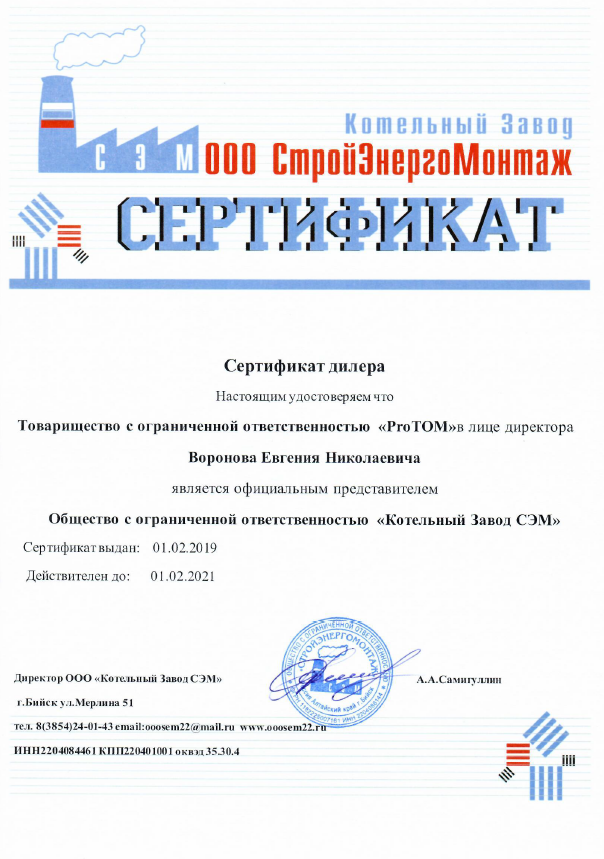 Котельный Завод
СЭМ ООО СтройЭнергоМонтаж
СЕРТИФИКАТ
Сертификат дилера
Настоящим удостоверяем что
Товарищество с ограниченной ответственностью «ProTOM»в лице директора
Воронова Евгения Николаевича
является официальным представителем
Общество с ограниченной ответственностью «Котельный Завод СЭМ»
Сертификат выдан: 01.02.2019
Действителен до: 01.02.2021
СТРОЙЭНЕРГОМОНТАЖ
Директор ООО «Котельный Завод СЭМ» А.А.Самигуллин
г.Бийск ул.Мерлина 51
тел. 8(3854)24-01-43 email:ooosem22@mail.ru www.ooosem22.ru
ИНН2204084461 КПП220401001 оквэд 35.30.4